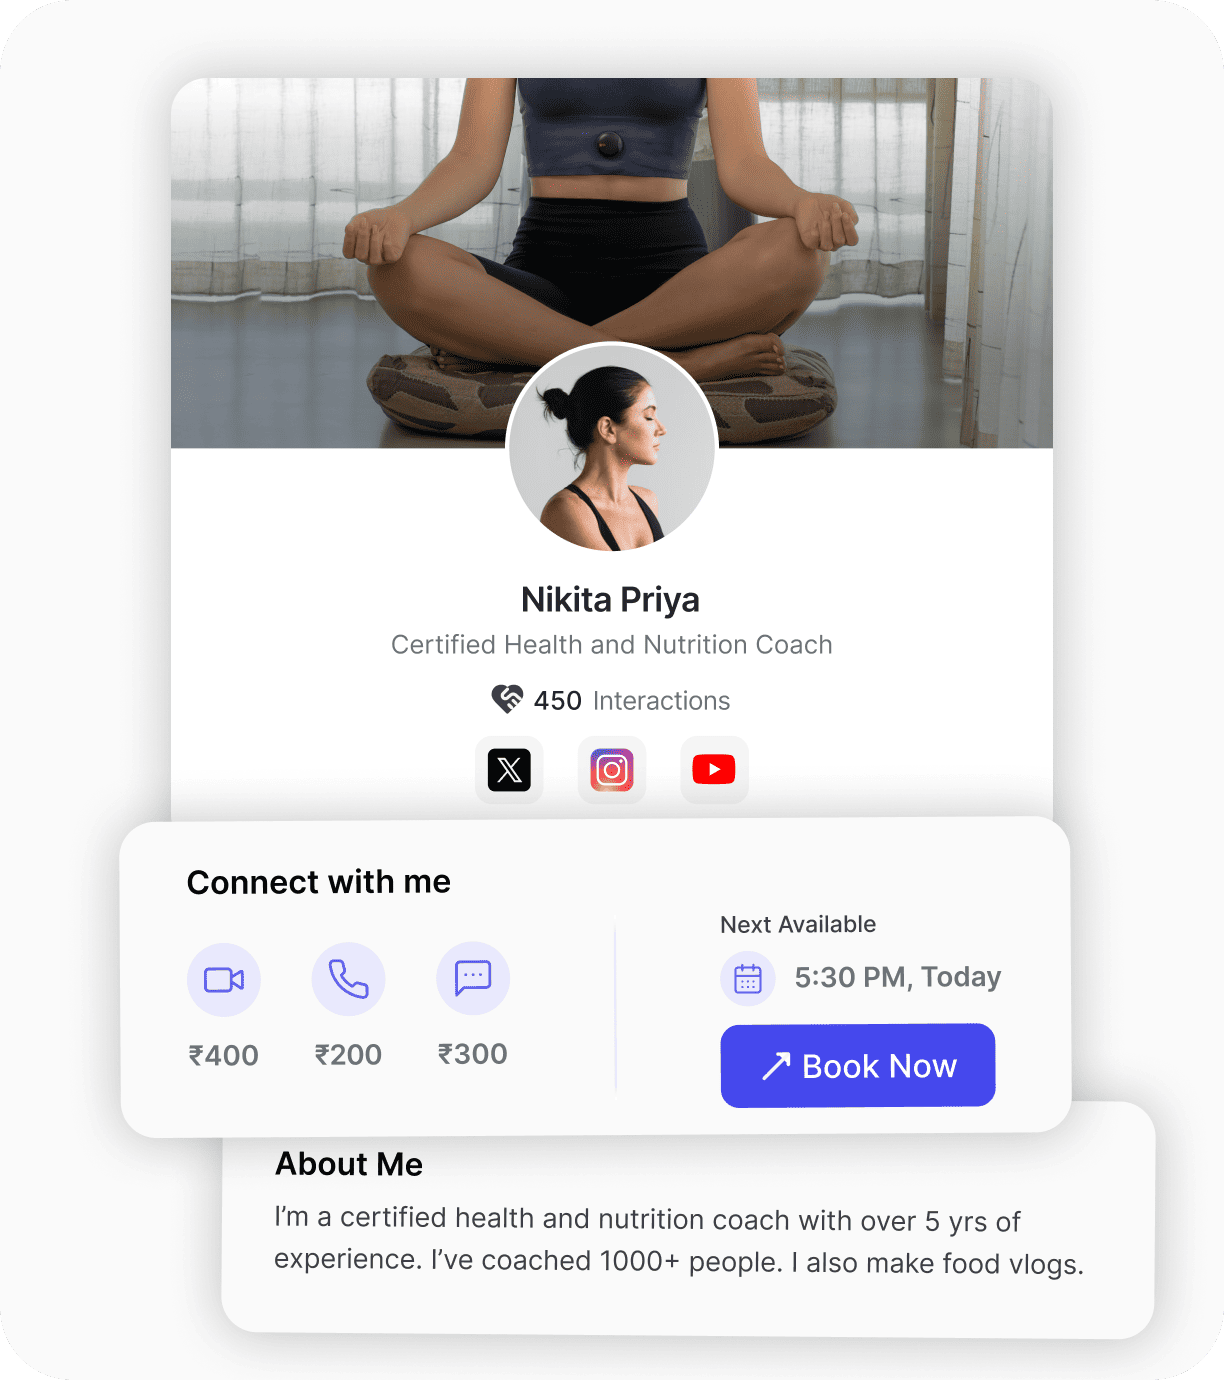 Nikita Priya
Certified Health and Nutrition Coach
450 Interactions
Connect with me
₹400 ₹200 ₹300
Next Available
5:30 PM, Today
Book Now
About Me
I'm a certified health and nutrition coach with over 5 yrs of
experience. I've coached 1000+ people. I also make food vlogs.